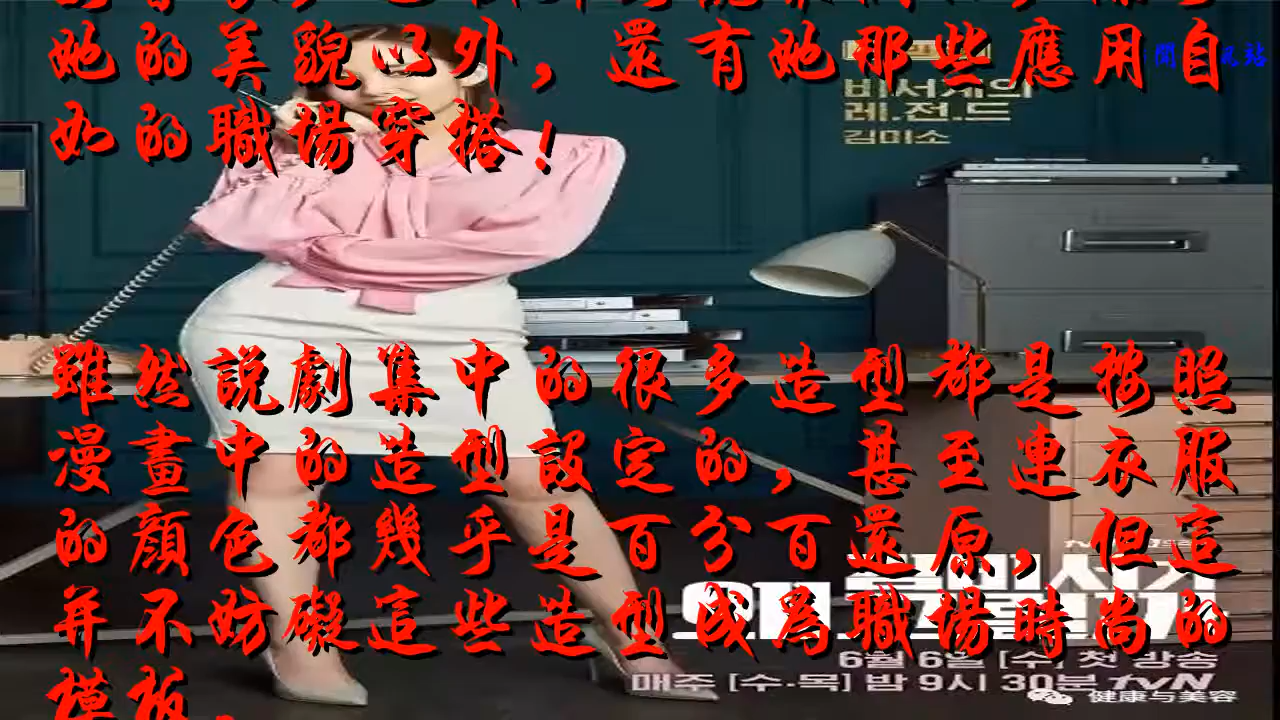 她的美貌以外，還有她那些應用自
如的職場穿搭！
비서계의
레.전.드
김미소
雖然說劇集中的很多造型都是按照
漫畫中的造型設定的，甚至連衣服
的顏色都幾乎是百分百還原，但這
并不妨礙這些造型成爲職場時尚的
模板。
6월 6일 [수] 첫 방송
매주 [수·목] 밤 9시 30분 tvN
健康与美容